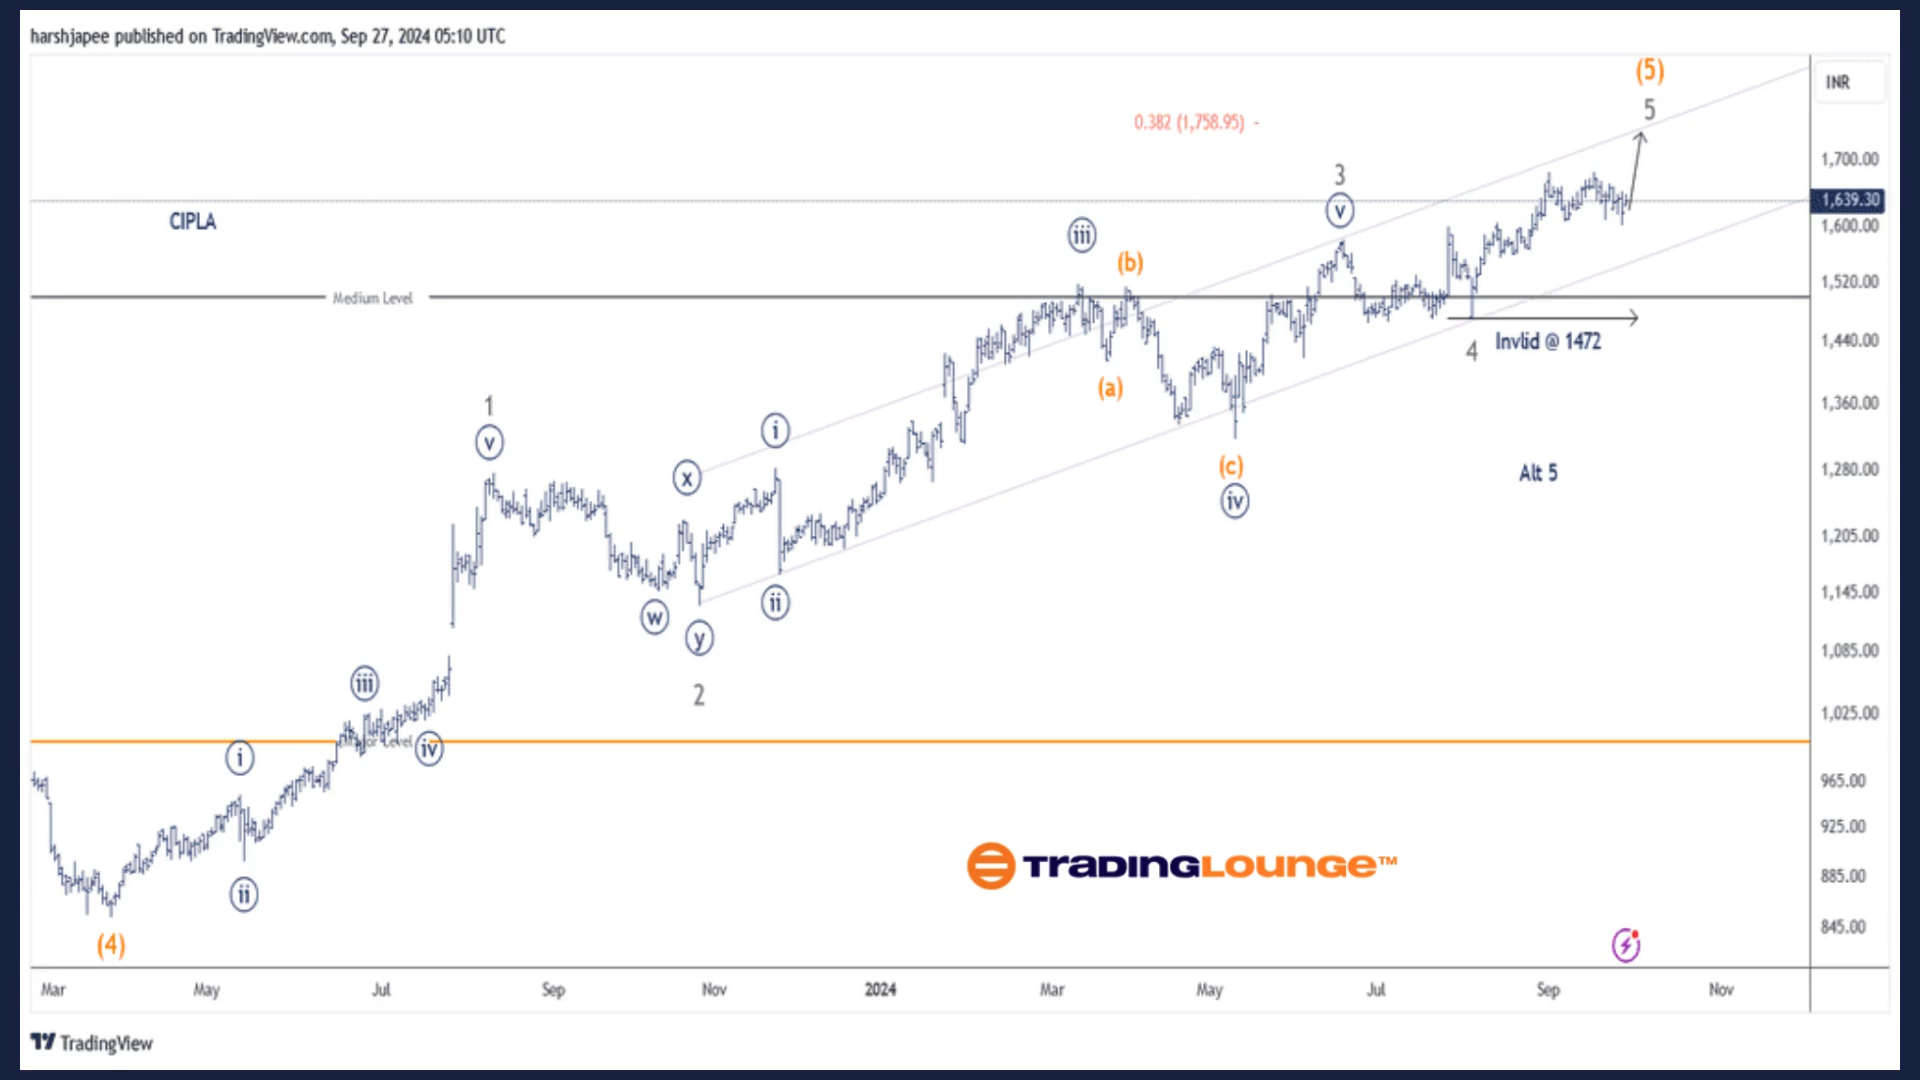 harshjapee published on TradingView.com, Sep 27, 2024 05:10 UTC
(5)
INR
5
0.382 (1,758.95) -
1,700.00
3
1,639.30
v
CIPLA
1,600.00
iii
(b)
1,520.00
Medium Level
Invlid @ 1472
1,440.00
4
(a)
1,360.00
1
v
i
(c)
1,280.00
x
Alt 5
iv
1,205.00
1,145.00
ii
w
y
1,085.00
iii
2
1,025.00
Level
iv
i
965.00
925.00
TRADINGLOUNGE™
885.00
ii
845.00
(4)
Mar May Jul Sep Nov 2024 Mar May Jul Sep Nov
TradingView